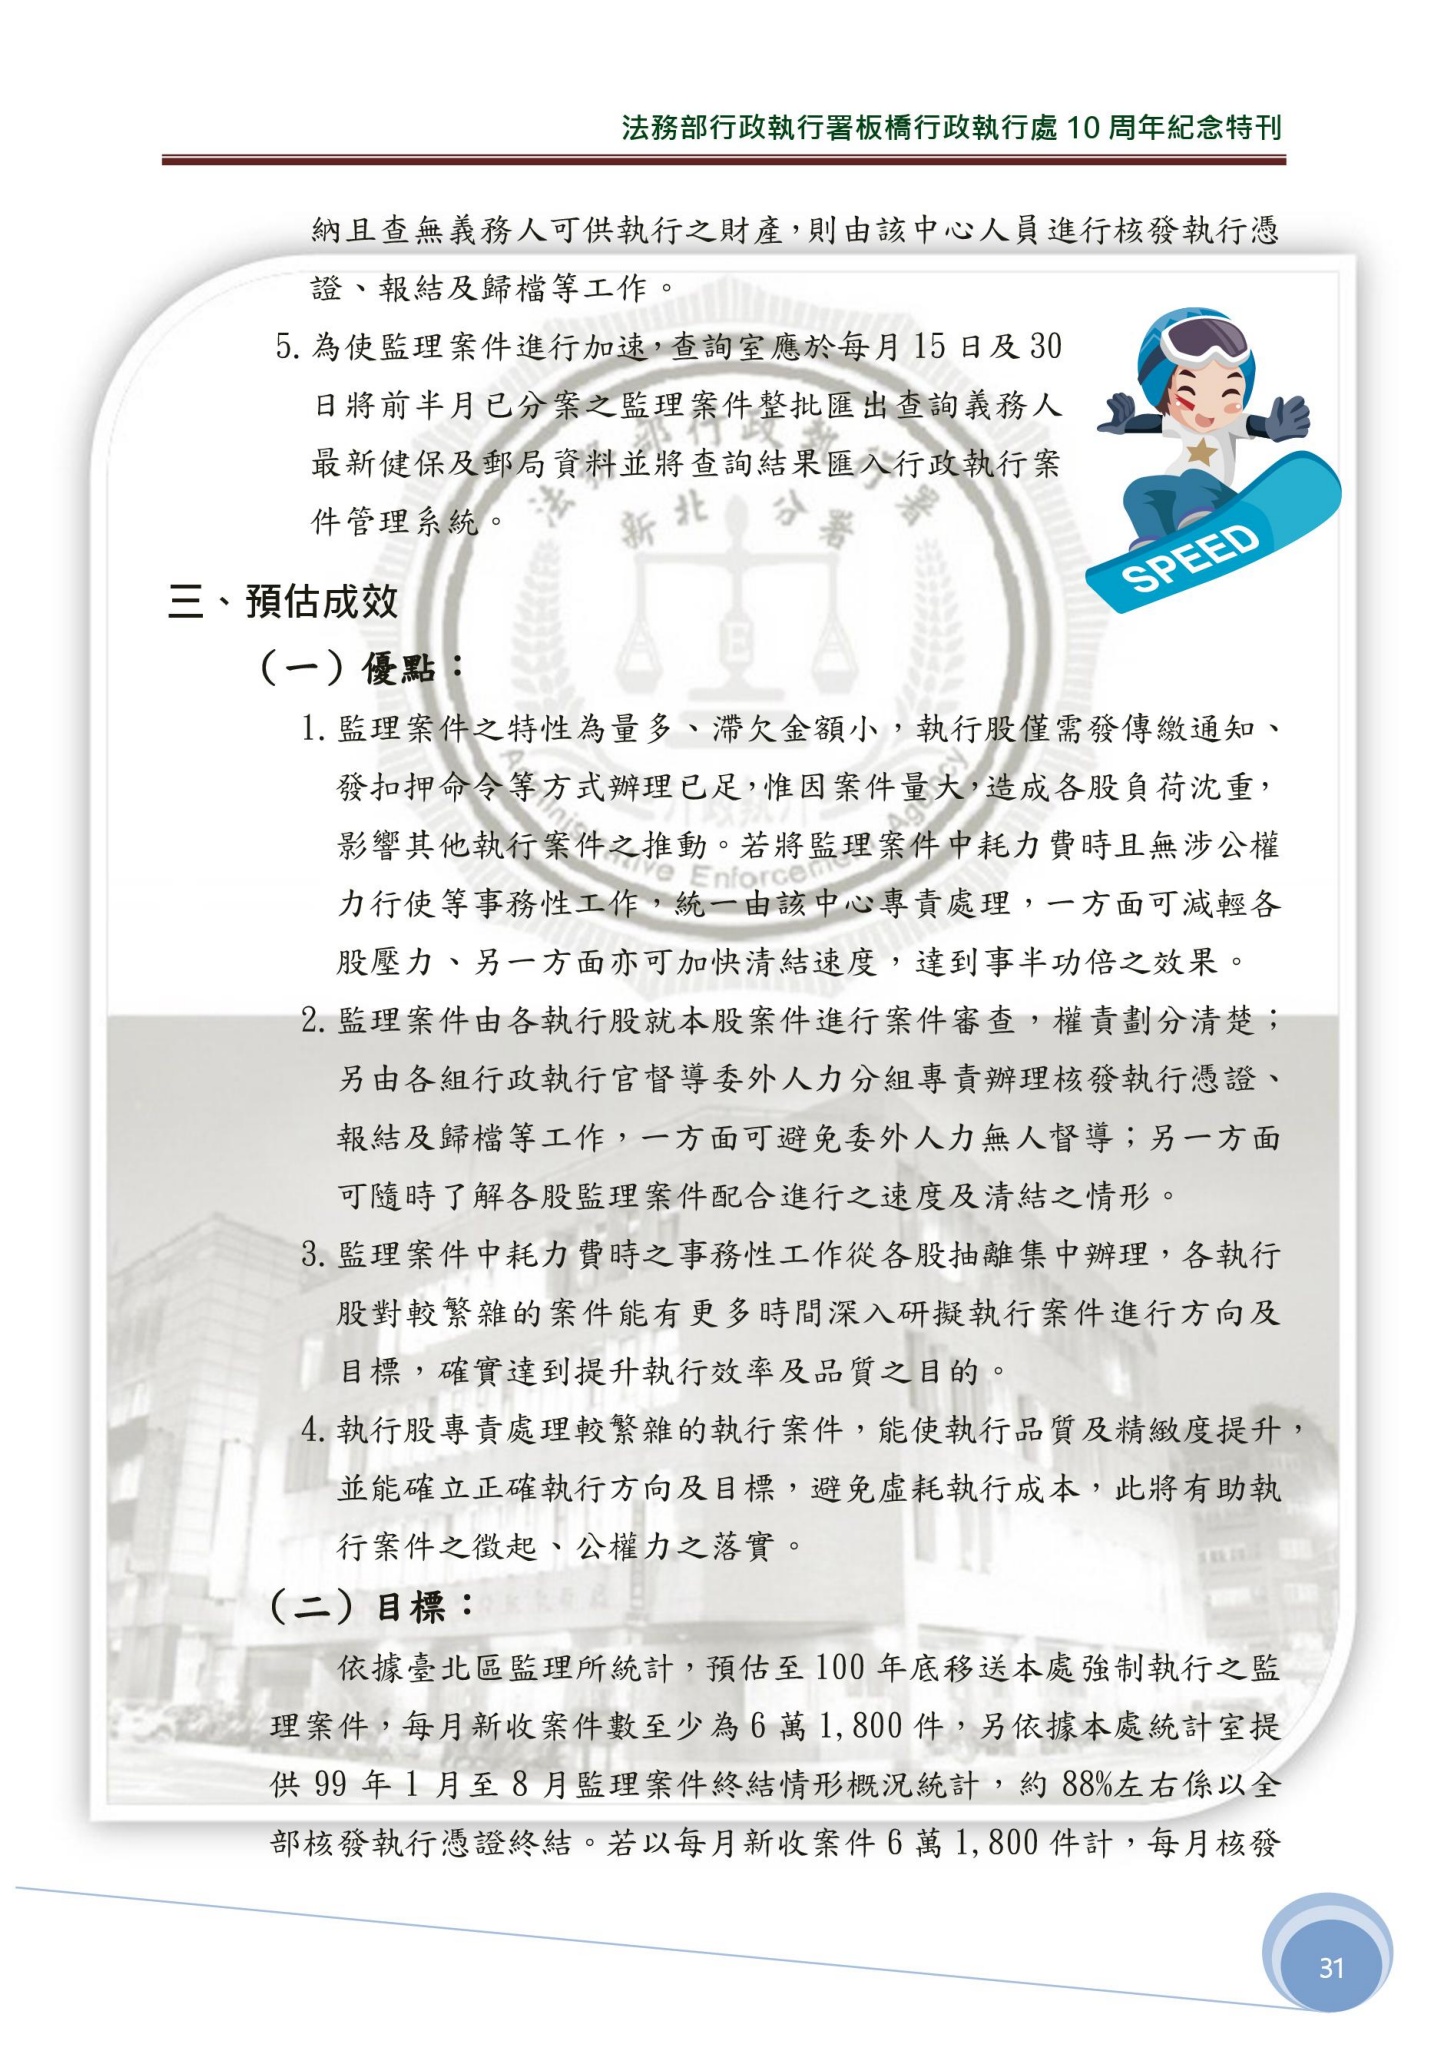 法務部行政執行署板橋行政執行處 10 周年紀念特刊
納且查無義務人可供執行之財產，則由該中心人員進行核發執行憑
證、報結及歸檔等工作。
5. 為使監理案件進行加速，查詢室應於每月 15 日及 30
日將前半月已分案之監理案件整批匯出查詢義務人
最新健保及郵局資料並將查詢結果匯入行政執行案
件管理系統。
SPEED
法務部行政執行署
新北分署
E
行政執行
Administrative Enforcement Agency
三、預估成效
（一）優點：
1. 監理案件之特性為量多、滯欠金額小，執行股僅需發傳繳通知、
發扣押命令等方式辦理已足，惟因案件量大，造成各股負荷沈重，
影響其他執行案件之推動。若將監理案件中耗力費時且無涉公權
力行使等事務性工作，統一由該中心專責處理，一方面可減輕各
股壓力、另一方面亦可加快清結速度，達到事半功倍之效果。
2. 監理案件由各執行股就本股案件進行案件審查，權責劃分清楚；
另由各組行政執行官督導委外人力分組專責辦理核發執行憑證、
報結及歸檔等工作，一方面可避免委外人力無人督導；另一方面
可隨時了解各股監理案件配合進行之速度及清結之情形。
3. 監理案件中耗力費時之事務性工作從各股抽離集中辦理，各執行
股對較繁雜的案件能有更多時間深入研擬執行案件進行方向及
目標，確實達到提升執行效率及品質之目的。
4. 執行股專責處理較繁雜的執行案件，能使執行品質及精緻度提升，
並能確立正確執行方向及目標，避免虛耗執行成本，此將有助執
行案件之徵起、公權力之落實。
（二）目標：
依據臺北區監理所統計，預估至 100 年底移送本處強制執行之監
理案件，每月新收案件數至少為 6 萬 1,800 件，另依據本處統計室提
供 99 年 1 月至 8 月監理案件終結情形概況統計，約 88%左右係以全
部核發執行憑證終結。若以每月新收案件 6 萬 1,800 件計，每月核發
31